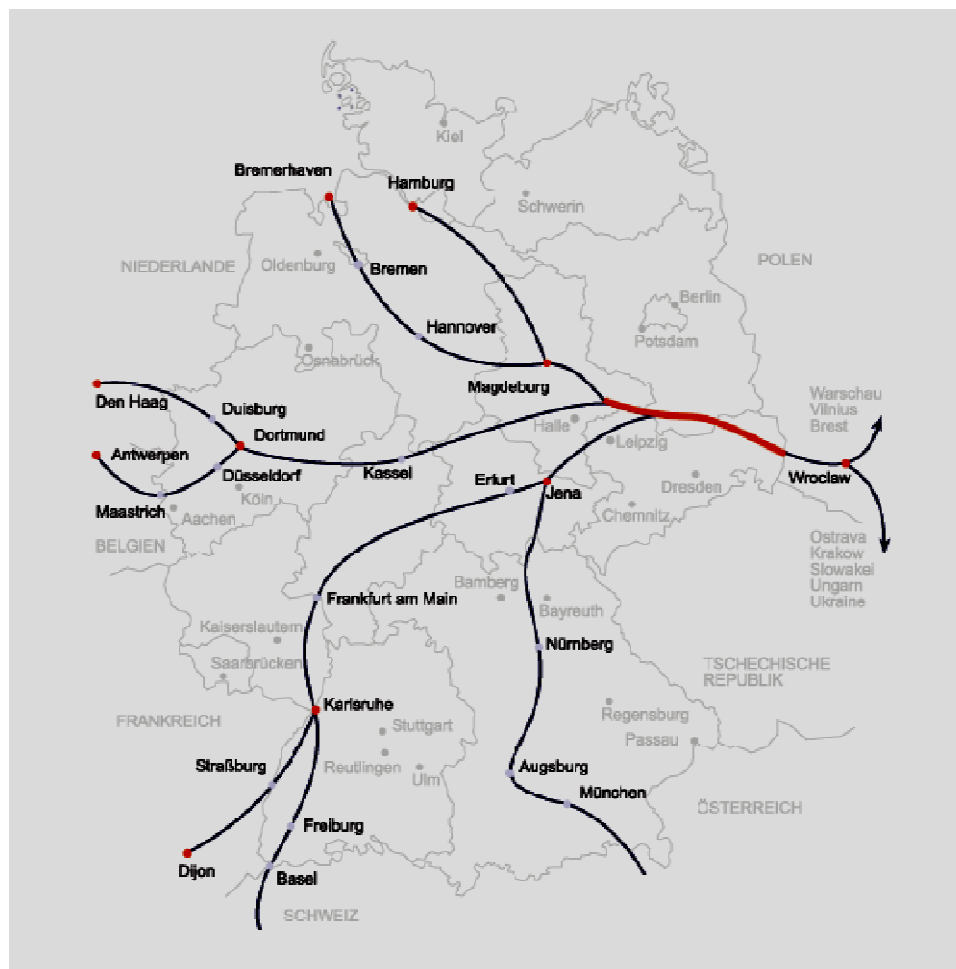 Kiel
Bremerhaven
Hamburg
Schwerin
NIEDERLANDE
Oldenburg
Bremen
POLEN
Berlin
Hannover
Potsdam
Osnabrück
Magdeburg
Den Haag
Duisburg
Warschau
Vilnius
Brest
Halle
Dortmund
Leipzig
Antwerpen
Düsseldorf
Kassel
Erfurt
Jena
Dresden
Wroclaw
Köln
Maastrich
Aachen
Chemnitz
BELGIEN
Ostrava
Krakow
Slowakei
Ungarn
Ukraine
Bamberg
Frankfurt am Main
Bayreuth
Kaiserslautern
Nürnberg
Saarbrücken
TSCHECHISCHE
REPUBLIK
Karlsruhe
FRANKREICH
Stuttgart
Regensburg
Passau
Straßburg
Reutlingen
Ulm
Augsburg
München
ÖSTERREICH
Freiburg
Dijon
Basel
SCHWEIZ